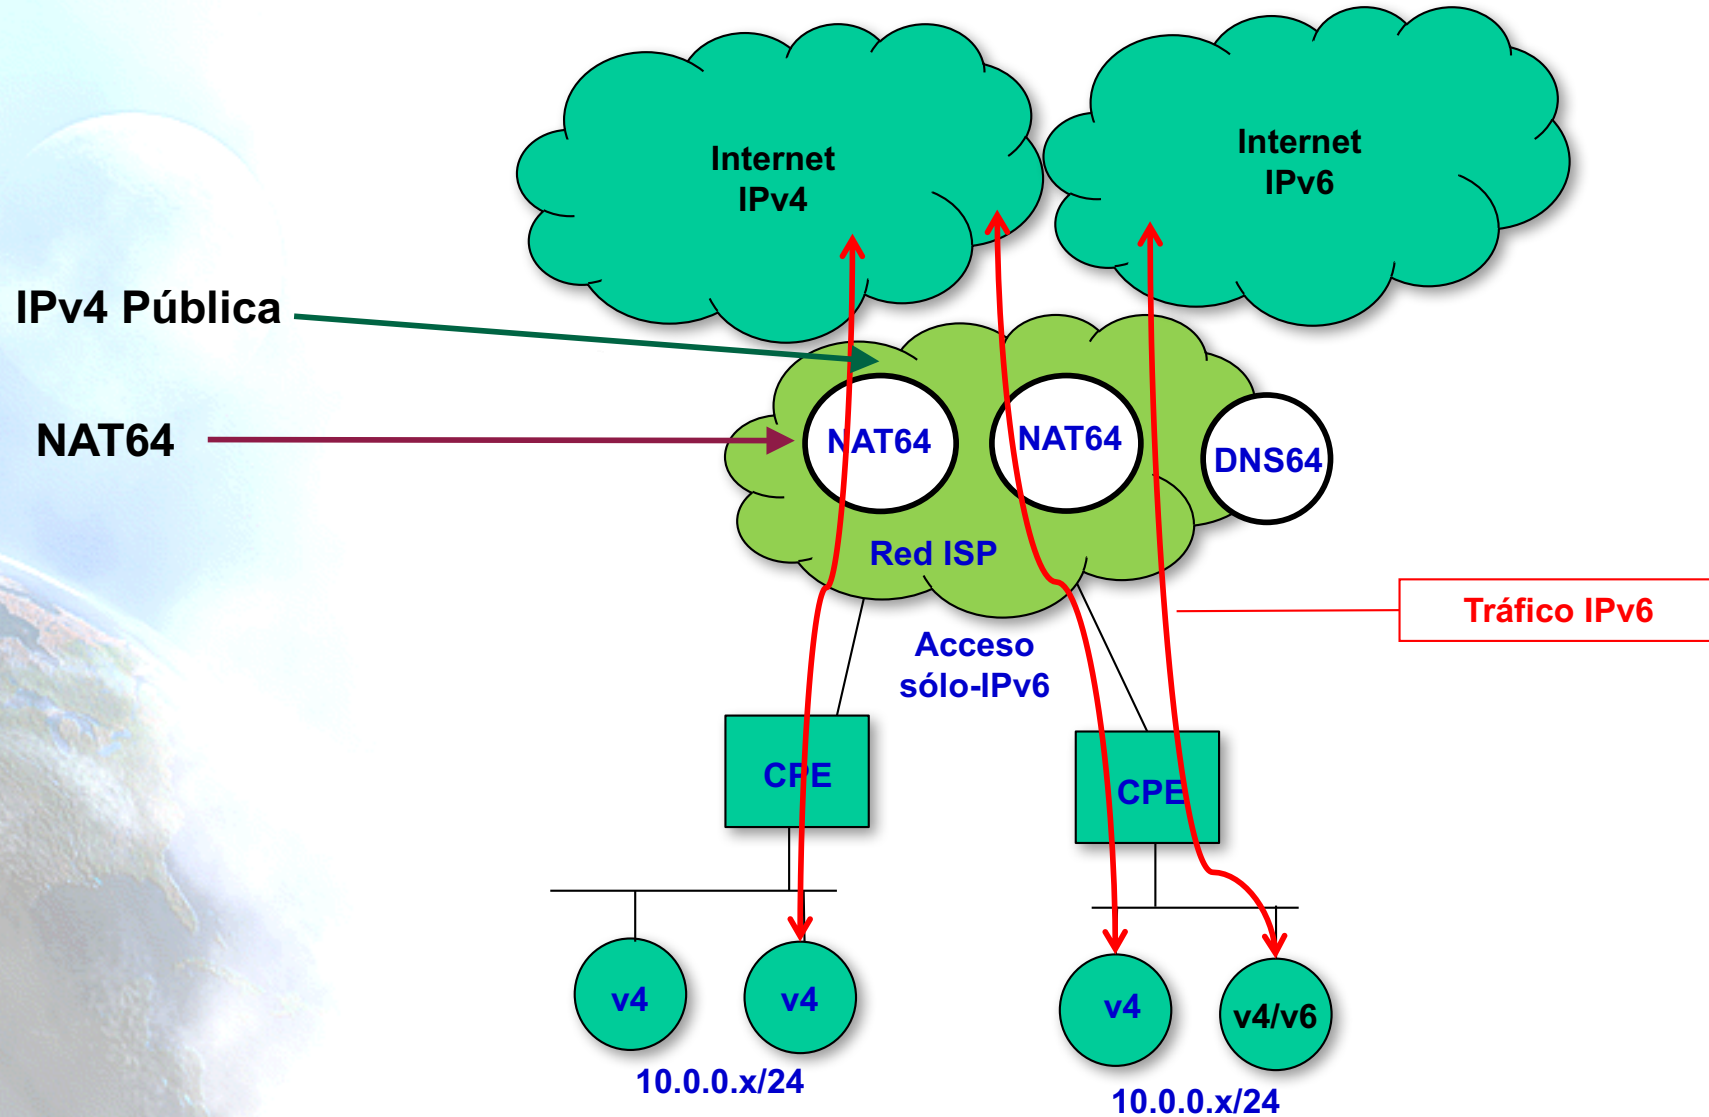 Internet
IPv4
Internet
IPv6
IPv4 Pública
NAT64
NAT64
NAT64
DNS64
Red ISP
Tráfico IPv6
Acceso
sólo-IPv6
CPE
CPE
v4
v4
v4
v4/v6
10.0.0.x/24
10.0.0.x/24